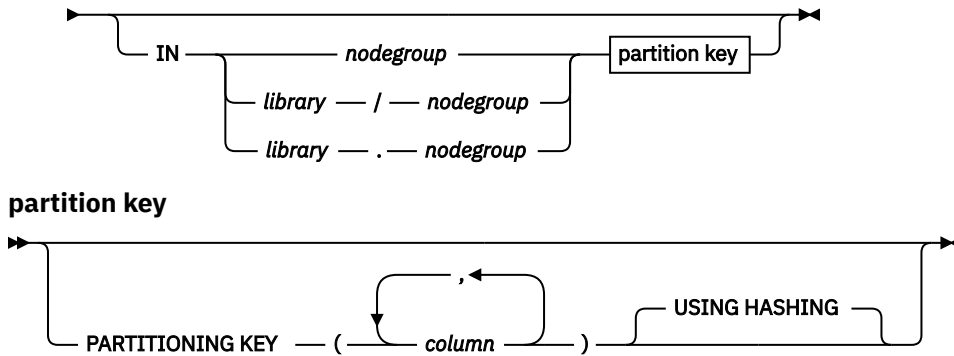 IN nodegroup partition key
library / nodegroup
library . nodegroup
partition key
,
USING HASHING
PARTITIONING KEY ( column )